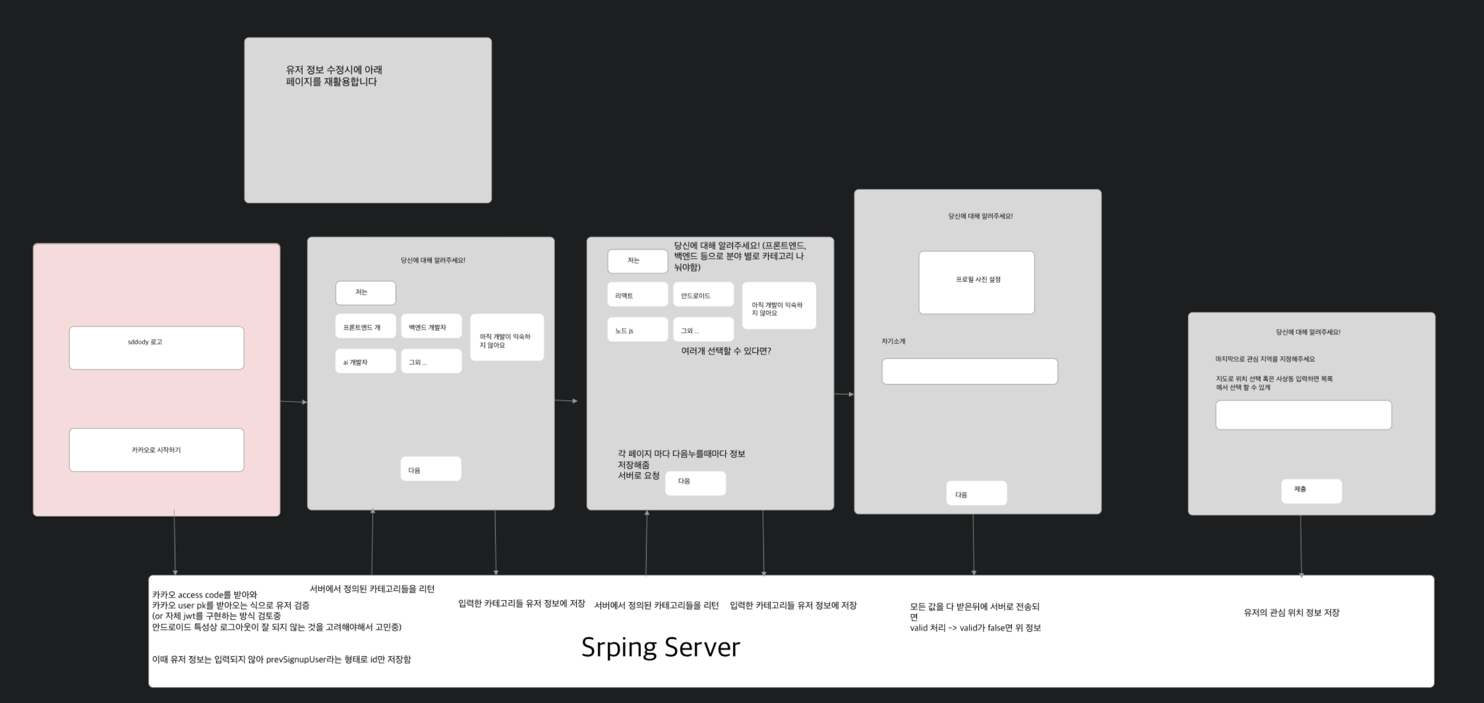 유저 정보 수정시에 아래
페이지를 재활용합니다
sddody 로고
카카오로 시작하기
당신에 대해 알려주세요!
저는
프론트엔드 개
백엔드 개발자
아직 개발이 익숙하
지 않아요
ai 개발자
그외 ...
다음
당신에 대해 알려주세요! (프론트엔드,
백엔드 등으로 분야 별로 카테고리 나
눠야함)
저는
리액트
안드로이드
아직 개발이 익숙하
지 않아요
노드 js
그외 ...
여러개 선택할 수 있다면?
각 페이지 마다 다음누를때마다 정보
저장해줌
서버로 요청
다음
당신에 대해 알려주세요!
프로필 사진 설정
자기소개
다음
당신에 대해 알려주세요!
마지막으로 관심 지역을 지정해주세요
지도로 위치 선택 혹은 사상동 입력하면 목록
에서 선택 할 수 있게
제출
카카오 access code를 받아와
카카오 user pk를 받아오는 식으로 유저 검증
(or 자체 jwt를 구현하는 방식 검토중
안드로이드 특성상 로그아웃이 잘 되지 않는 것을 고려해야해서 고민중)
이때 유저 정보는 입력되지 않아 prevSignupUser라는 형태로 id만 저장함
서버에서 정의된 카테고리들을 리턴
입력한 카테고리들 유저 정보에 저장
서버에서 정의된 카테고리들을 리턴
입력한 카테고리들 유저 정보에 저장
모든 값을 다 받은뒤에 서버로 전송되
면
valid 처리 -> valid가 false면 위 정보
유저의 관심 위치 정보 저장
Srping Server